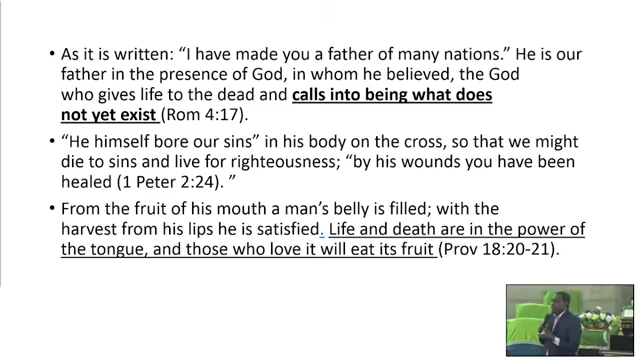 • As it is written: “I have made you a father of many nations.” He is our
father in the presence of God, in whom he believed, the God
who gives life to the dead and calls into being what does
not yet exist (Rom 4:17).
• “He himself bore our sins” in his body on the cross, so that we might
die to sins and live for righteousness; “by his wounds you have been
healed (1 Peter 2:24). ”
• From the fruit of his mouth a man’s belly is filled; with the
harvest from his lips he is satisfied. Life and death are in the power of
the tongue, and those who love it will eat its fruit (Prov 18:20-21).